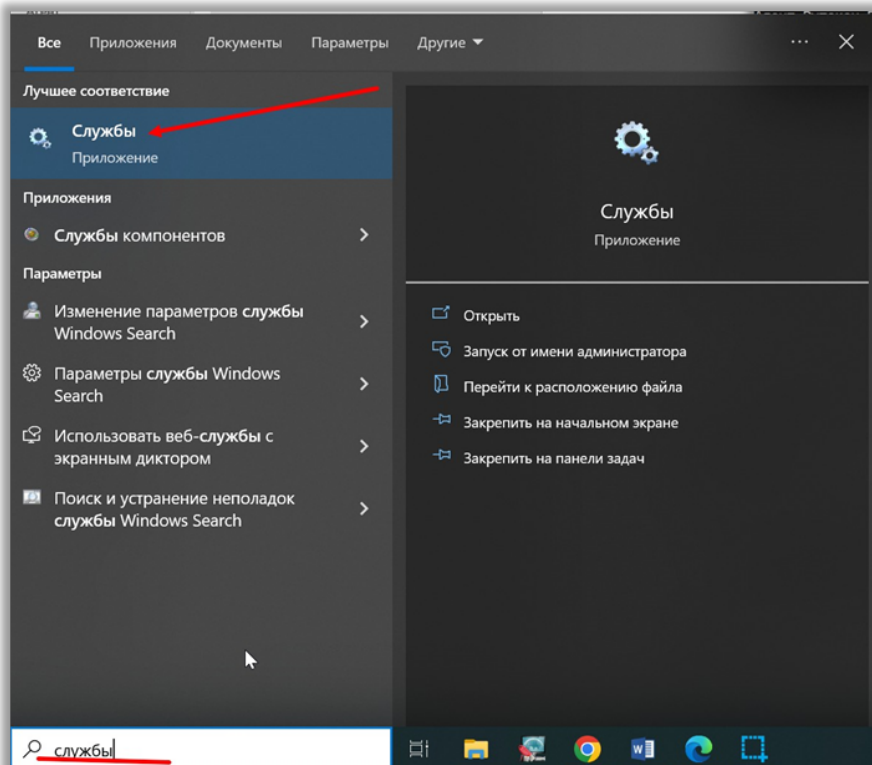 Все Приложения Документы Параметры Другие
Лучшее соответствие
Службы
Приложение
Приложения
Службы компонентов
Параметры
Изменение параметров службы
Windows Search
Параметры службы Windows
Search
Использовать веб-службы с
экранным диктором
Поиск и устранение неполадок
службы Windows Search
Службы
Приложение
Открыть
Запуск от имени администратора
Перейти к расположению файла
Закрепить на начальном экране
Закрепить на панели задач
службы